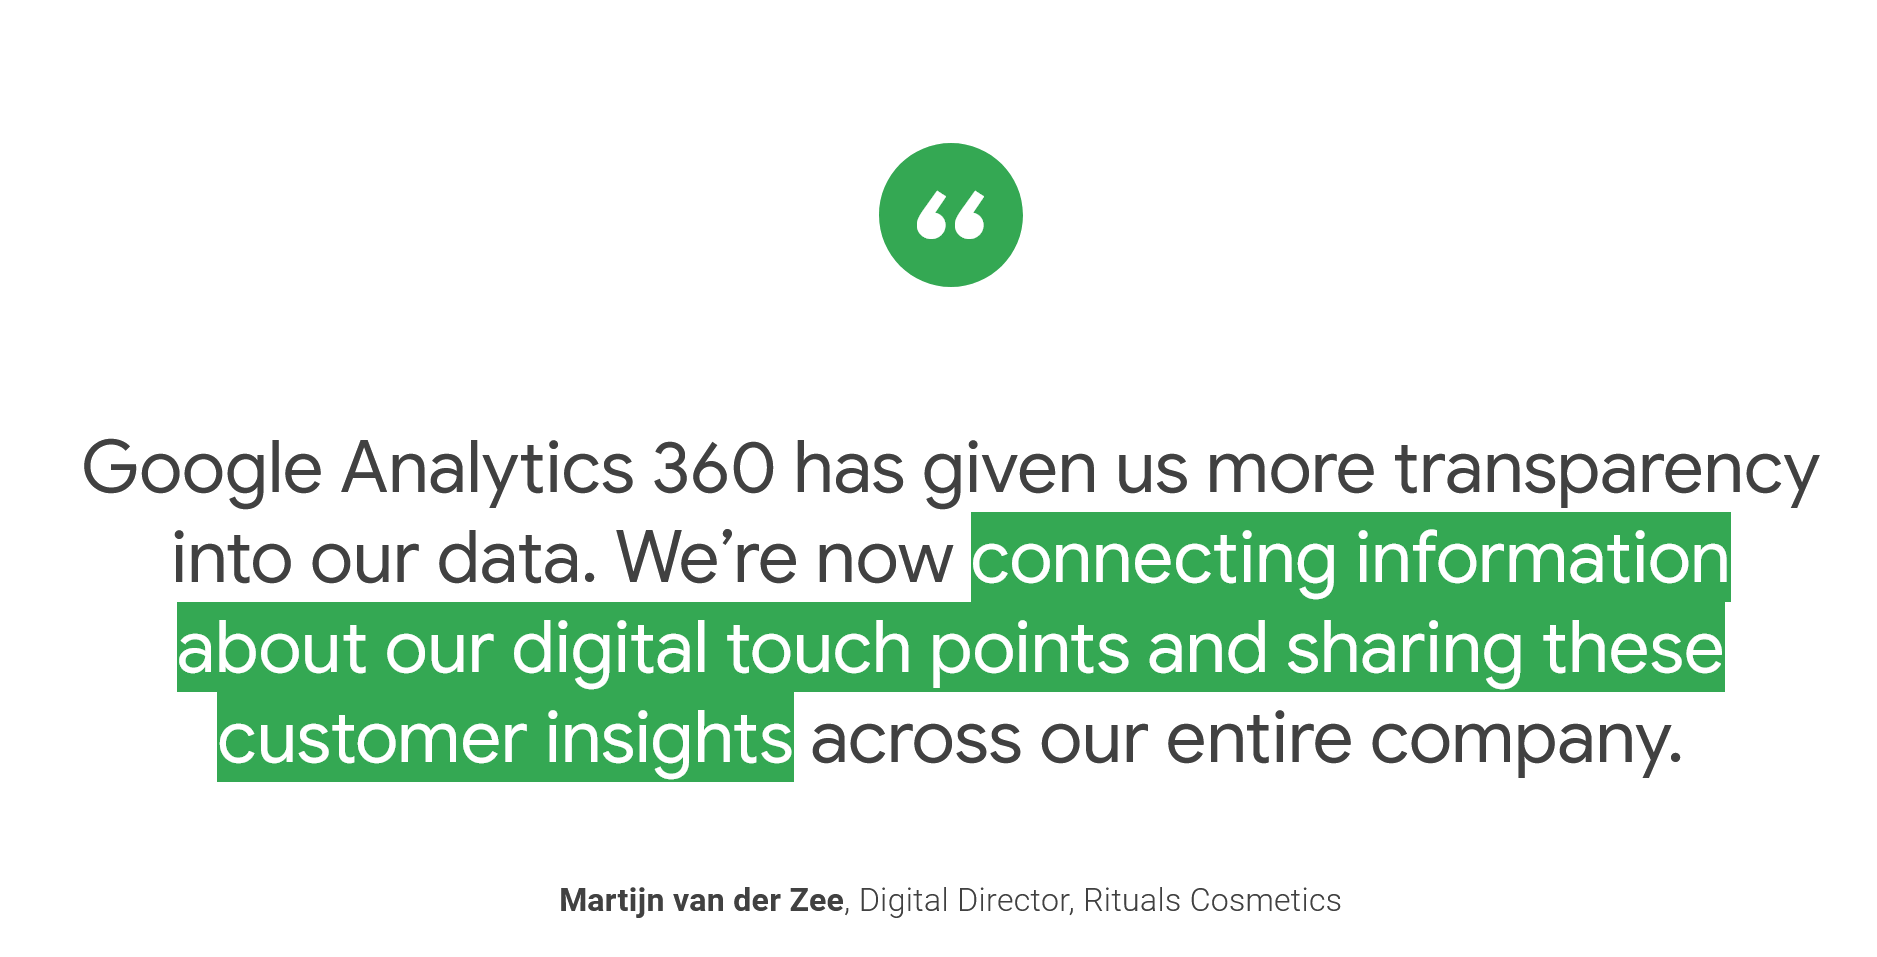 “
Google Analytics 360 has given us more transparency
into our data. We’re now connecting information
about our digital touch points and sharing these
customer insights across our entire company.
Martijn van der Zee, Digital Director, Rituals Cosmetics